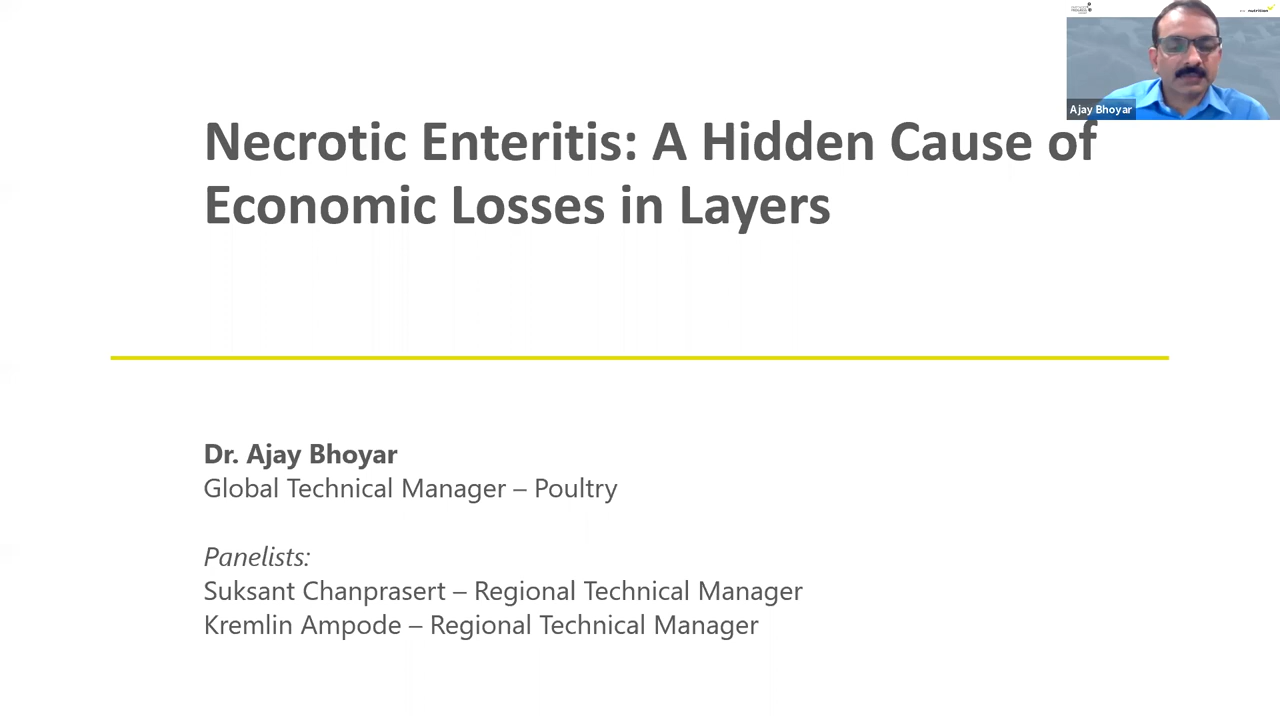 nutrition
Ajay Bhoyar
Necrotic Enteritis: A Hidden Cause of
Economic Losses in Layers
Dr. Ajay Bhoyar
Global Technical Manager – Poultry
Panelists:
Suksant Chanprasert – Regional Technical Manager
Kremlin Ampode – Regional Technical Manager